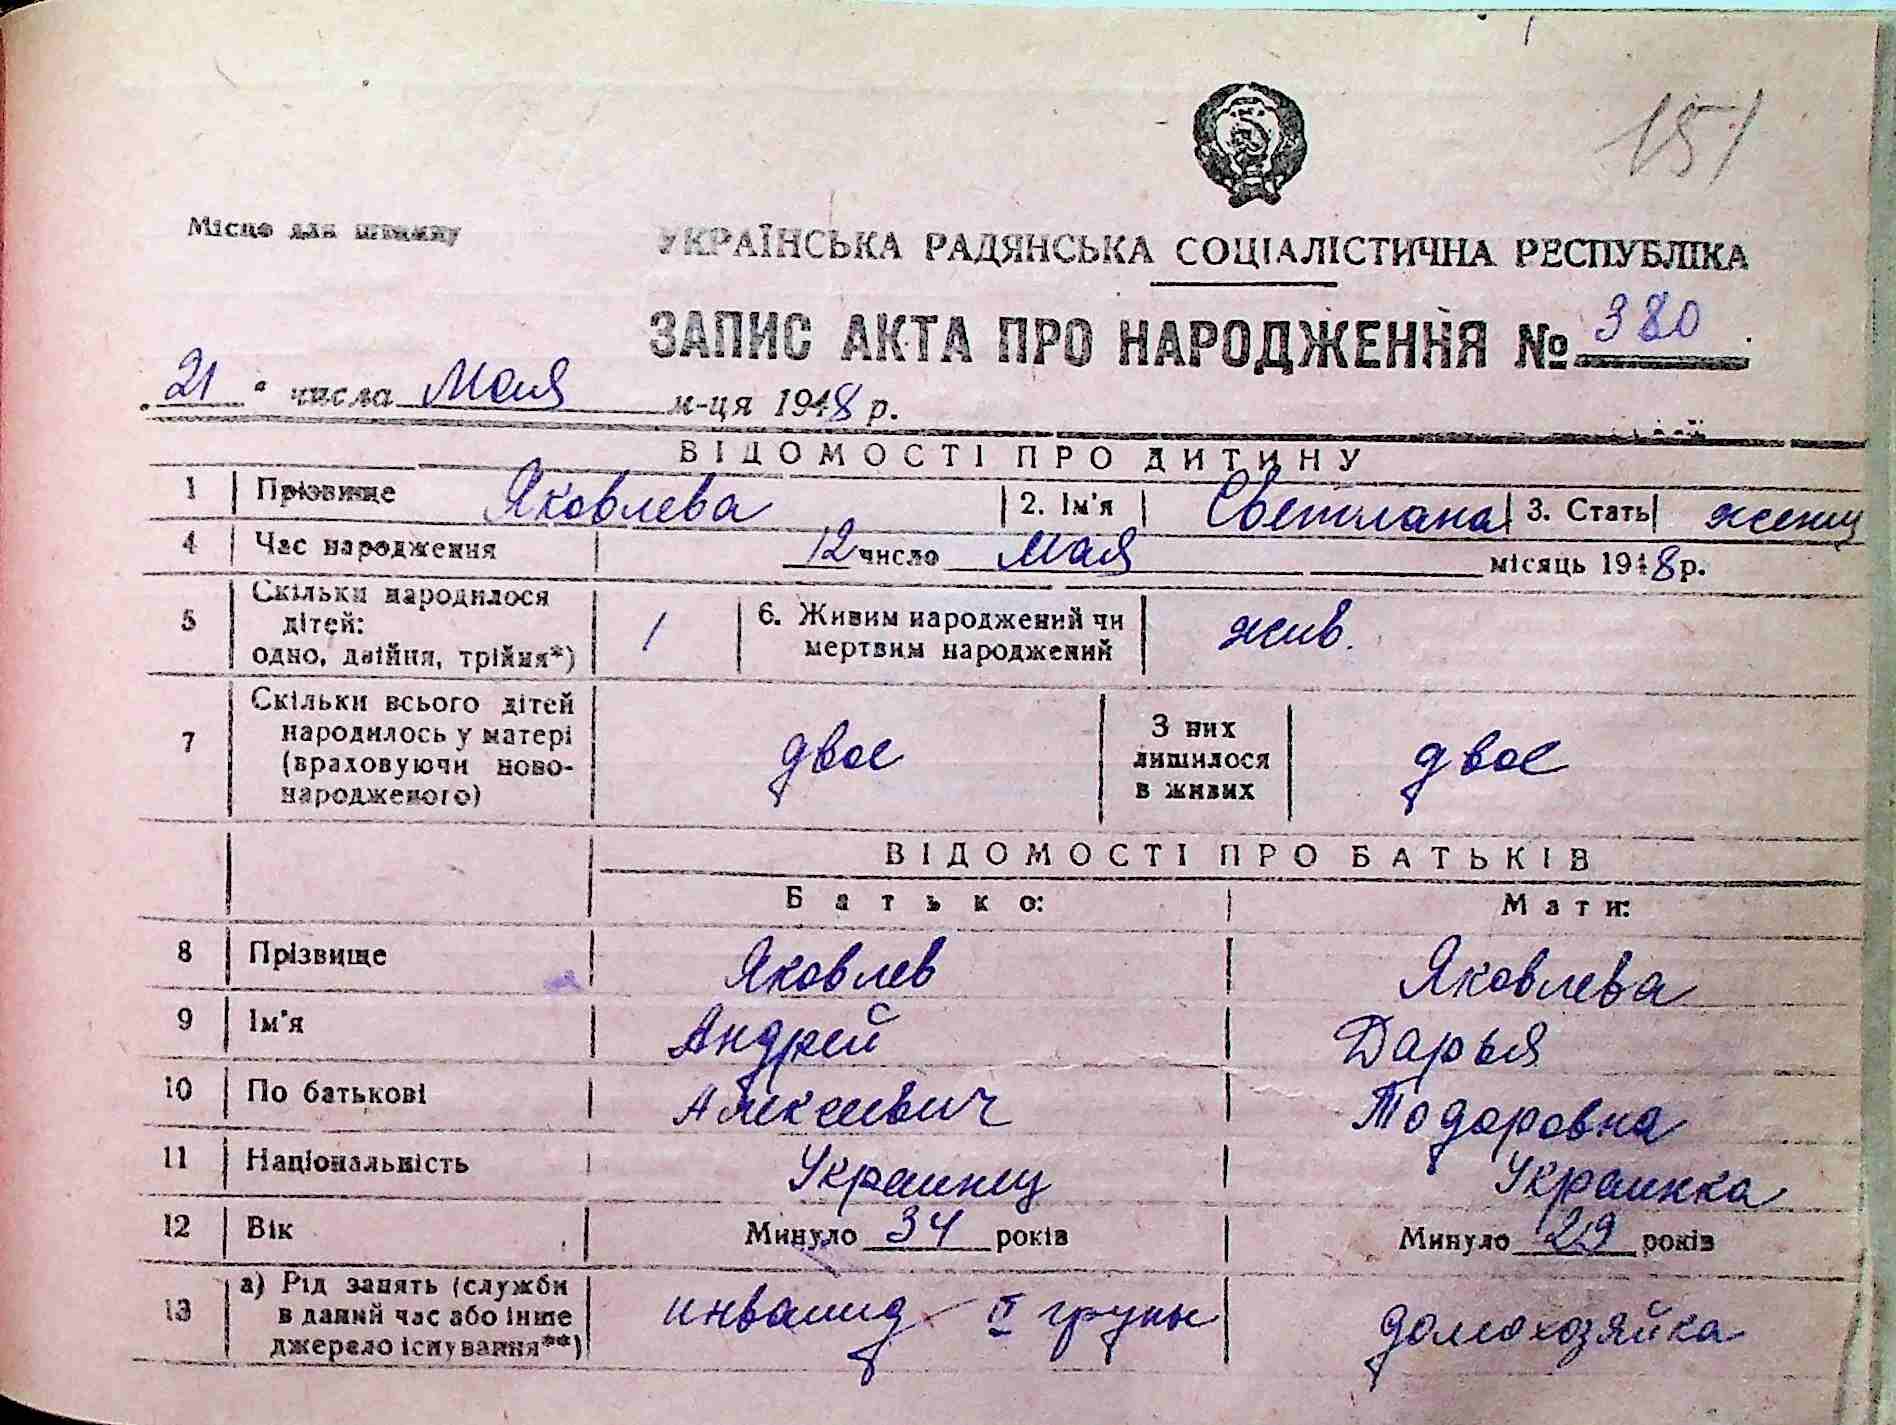 151
Місце для штампу
УКРАЇНСЬКА РАДЯНСЬКА СОЦІАЛІСТИЧНА РЕСПУБЛІКА
ЗАПИС АКТА ПРО НАРОДЖЕННЯ № 380
„21“ числа Мая м-ця 1948 р.
ВІДОМОСТІ ПРО ДИТИНУ
1 Прізвище Яковлева 2. Ім'я Светлана 3. Стать женщ
4 Час народження 12 число мая місяць 1948 р.
5 Скільки народилося
дітей:
одно, двійня, трійня*) 1 6. Живим народжений чи
мертвим народжений жив.
7 Скільки всього дітей
народилось у матері
(враховуючи ново-
народженого) двое З них
лишилося
в живих двое
ВІДОМОСТІ ПРО БАТЬКІВ
Батько: Мати:
8 Прізвище Яковлев Яковлева
9 Ім'я Андрей Дарья
10 По батькові Алексеевич Тодоровна
11 Національність Украинец Украинка
12 Вік Минуло 34 років Минуло 29 років
13 а) Рід занять (служби
в даний час або інше
джерело існування**) инвалид II групы домохозяйка